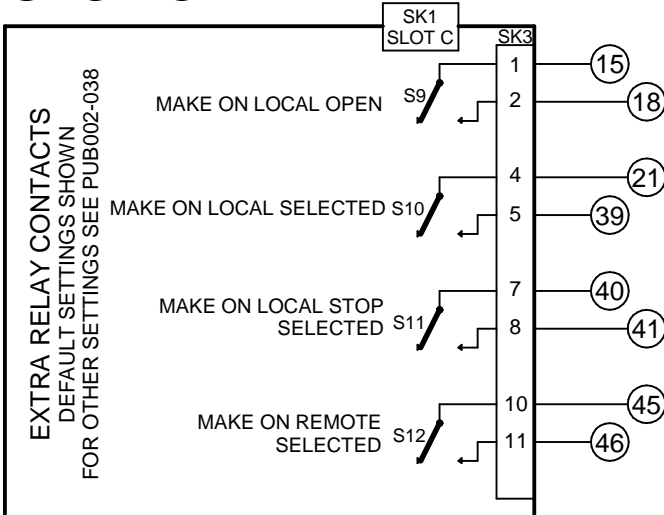 SK1
SLOT C
SK3
EXTRA RELAY CONTACTS
DEFAULT SETTINGS SHOWN
FOR OTHER SETTINGS SEE PUB002-038
MAKE ON LOCAL OPEN S9
1 15
2 18
MAKE ON LOCAL SELECTED S10
4 21
5 39
MAKE ON LOCAL STOP
SELECTED S11
7 40
8 41
MAKE ON REMOTE
SELECTED S12
10 45
11 46